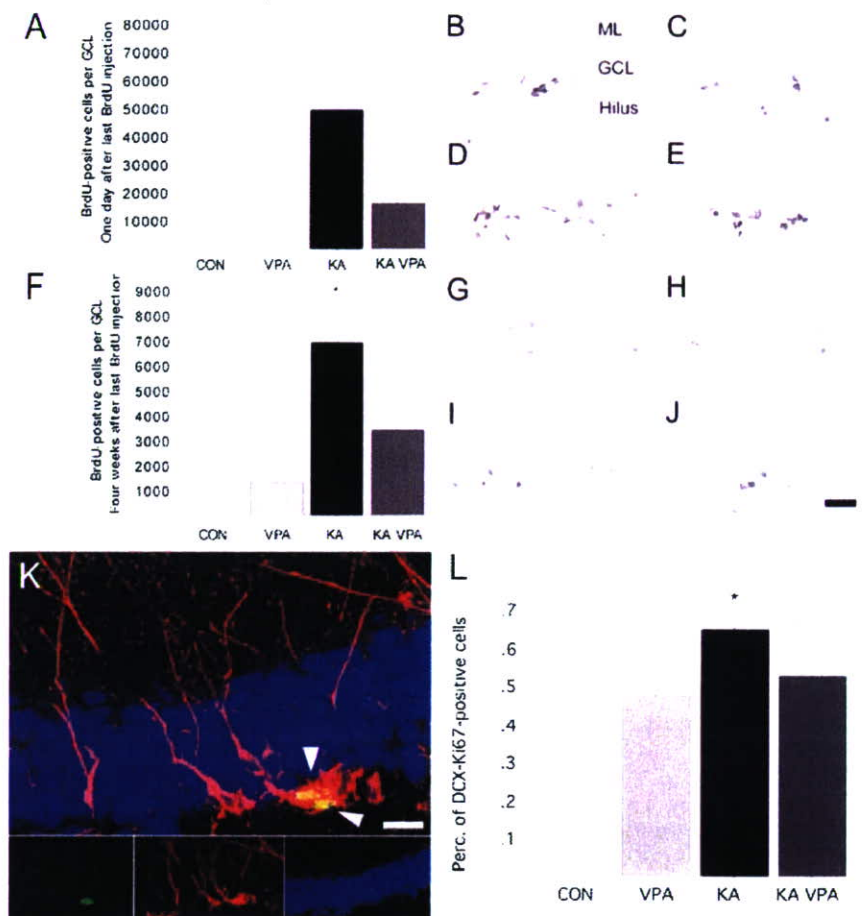 A
BrdU-positive cells per GCL
One day after last BrdU injection
80000
70000
60000
50000
40000
30000
20000
10000
CON VPA KA KA VPA
B
ML
GCL
Hilus
C
D
E
F
BrdU-positive cells per GCL
Four weeks after last BrdU injection
9000
8000
7000
6000
5000
4000
3000
2000
1000
*
CON VPA KA KA VPA
G
H
I
J
K
L
Perc. of DCX-Ki67-positive cells
.7
.6
.5
.4
.3
.2
.1
*
CON VPA KA KA VPA